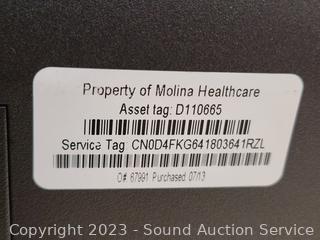 Property of Molina Healthcare
Asset tag: D110665
Service Tag: CN0D4FKG641803641RZL
O# 67991 Purchased 07/13
Copyright © 2023 - Sound Auction Service